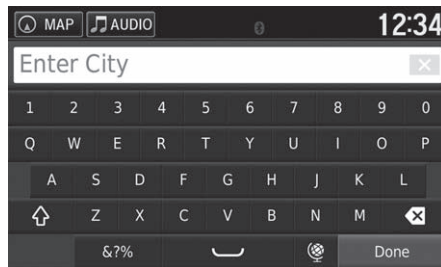 MAP AUDIO 12:34
Enter City
1 2 3 4 5 6 7 8 9 0
Q W E R T Y U I O P
A S D F G H J K L
Z X C V B N M
&?% Done